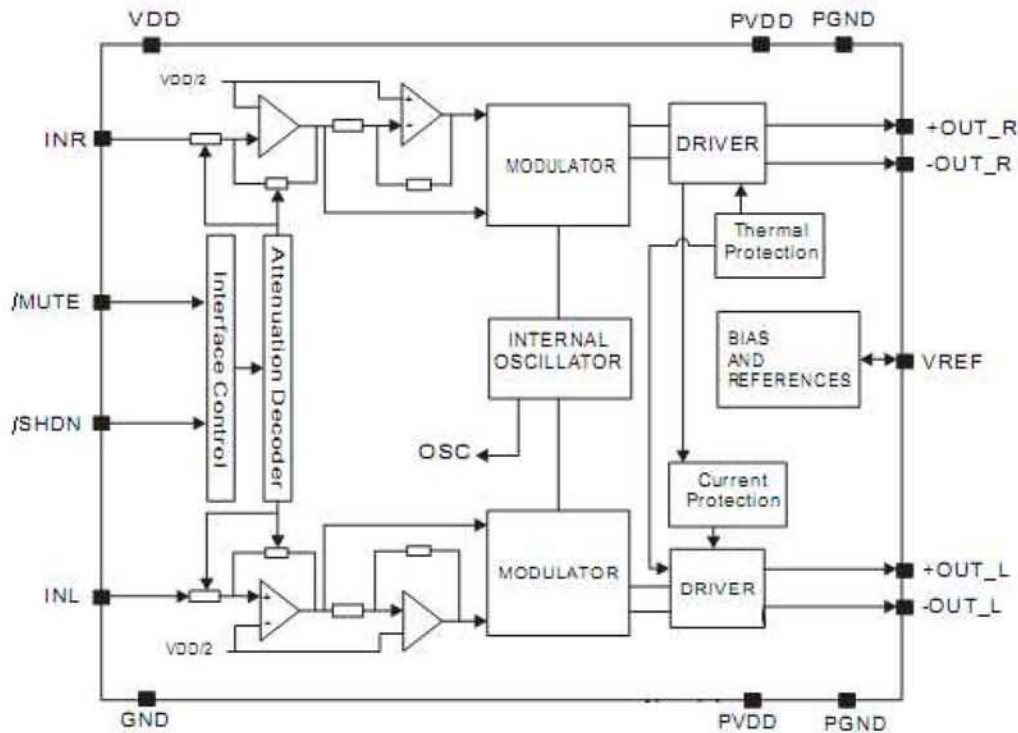 VDD
PVDD
PGND
VDD/2
+
-
INR
MODULATOR
DRIVER
+OUT_R
-OUT_R
Thermal
Protection
/MUTE
Interface Control
Attenuation Decoder
INTERNAL
OSCILLATOR
BIAS
AND
REFERENCES
VREF
/SHDN
OSC
Current
Protection
INL
+
-
MODULATOR
DRIVER
+OUT_L
-OUT_L
VDD/2
GND
PVDD
PGND